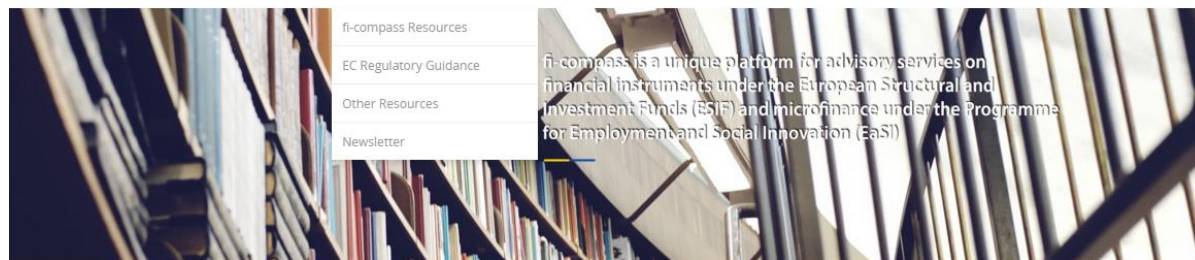 fi-compass Resources
EC Regulatory Guidance
Other Resources
Newsletter
fi-compass is a unique platform for advisory services on
financial instruments under the European Structural and
Investment Funds (ESIF) and microfinance under the Programme
for Employment and Social Innovation (EaSI)